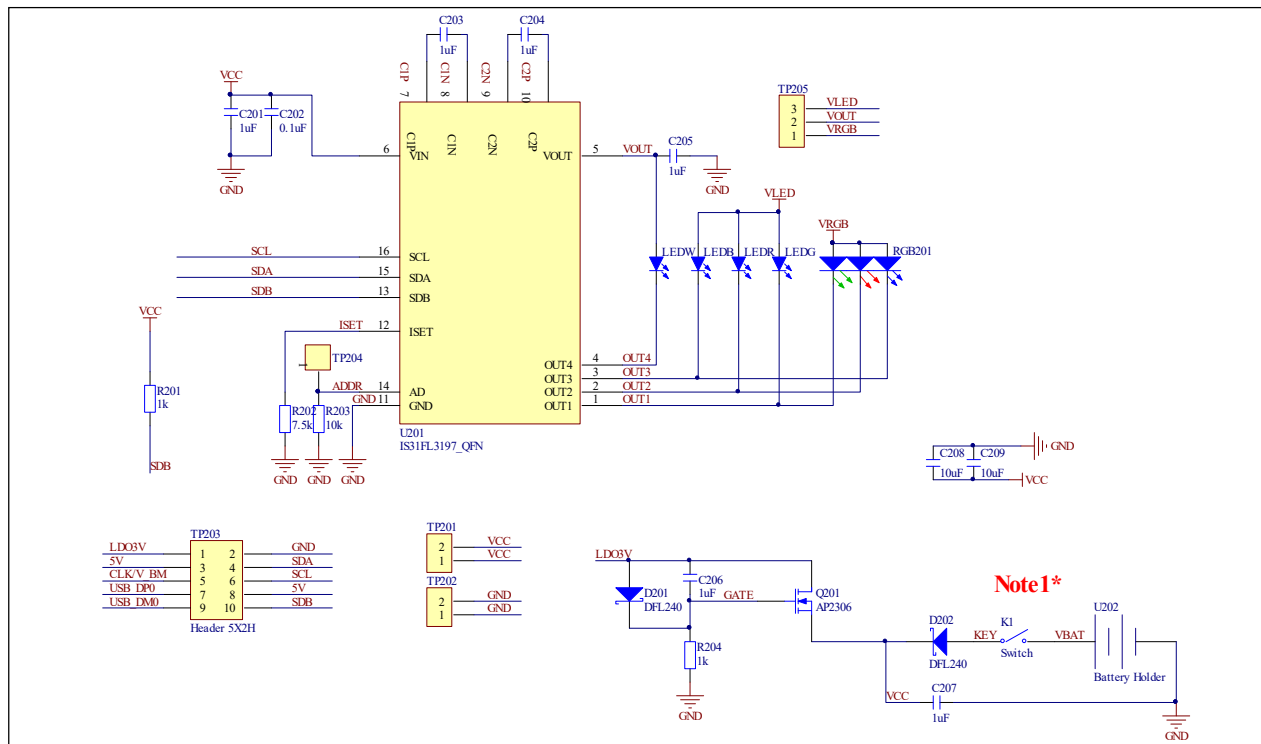 C203
1uF
C204
1uF
C1P
7
C1N
8
C2N
9
C2P
10
VCC
C201
1uF
C202
0.1uF
GND
6
VIN
C1P
C1N
C2N
C2P
VOUT
5
VOUT
C205
1uF
GND
TP205
3
VLED
2
VOUT
1
VRGB
VLED
VRGB
LEDW
LEDB
LEDR
LEDG
RGB201
SCL
16
SCL
SDA
15
SDA
SDB
13
SDB
ISET
12
ISET
VCC
R201
1k
SDB
1
TP204
ADDR
14
AD
GND
11
GND
R202
7.5k
R203
10k
GND
GND
GND
OUT4
4
OUT4
OUT3
3
OUT3
OUT2
2
OUT2
OUT1
1
OUT1
U201
IS31FL3197_QFN
C208
10uF
C209
10uF
GND
VCC
TP203
LDO3V
1
2
GND
5V
3
4
SDA
CLK/V_BM
5
6
SCL
USB_DP0
7
8
5V
USB_DM0
9
10
SDB
Header 5X2H
TP201
2
VCC
1
VCC
TP202
2
GND
1
GND
LDO3V
D201
DFL240
C206
1uF
GATE
Q201
AP2306
R204
1k
GND
Note1*
D202
DFL240
KEY
K1
Switch
VBAT
U202
Battery Holder
VCC
C207
1uF
GND